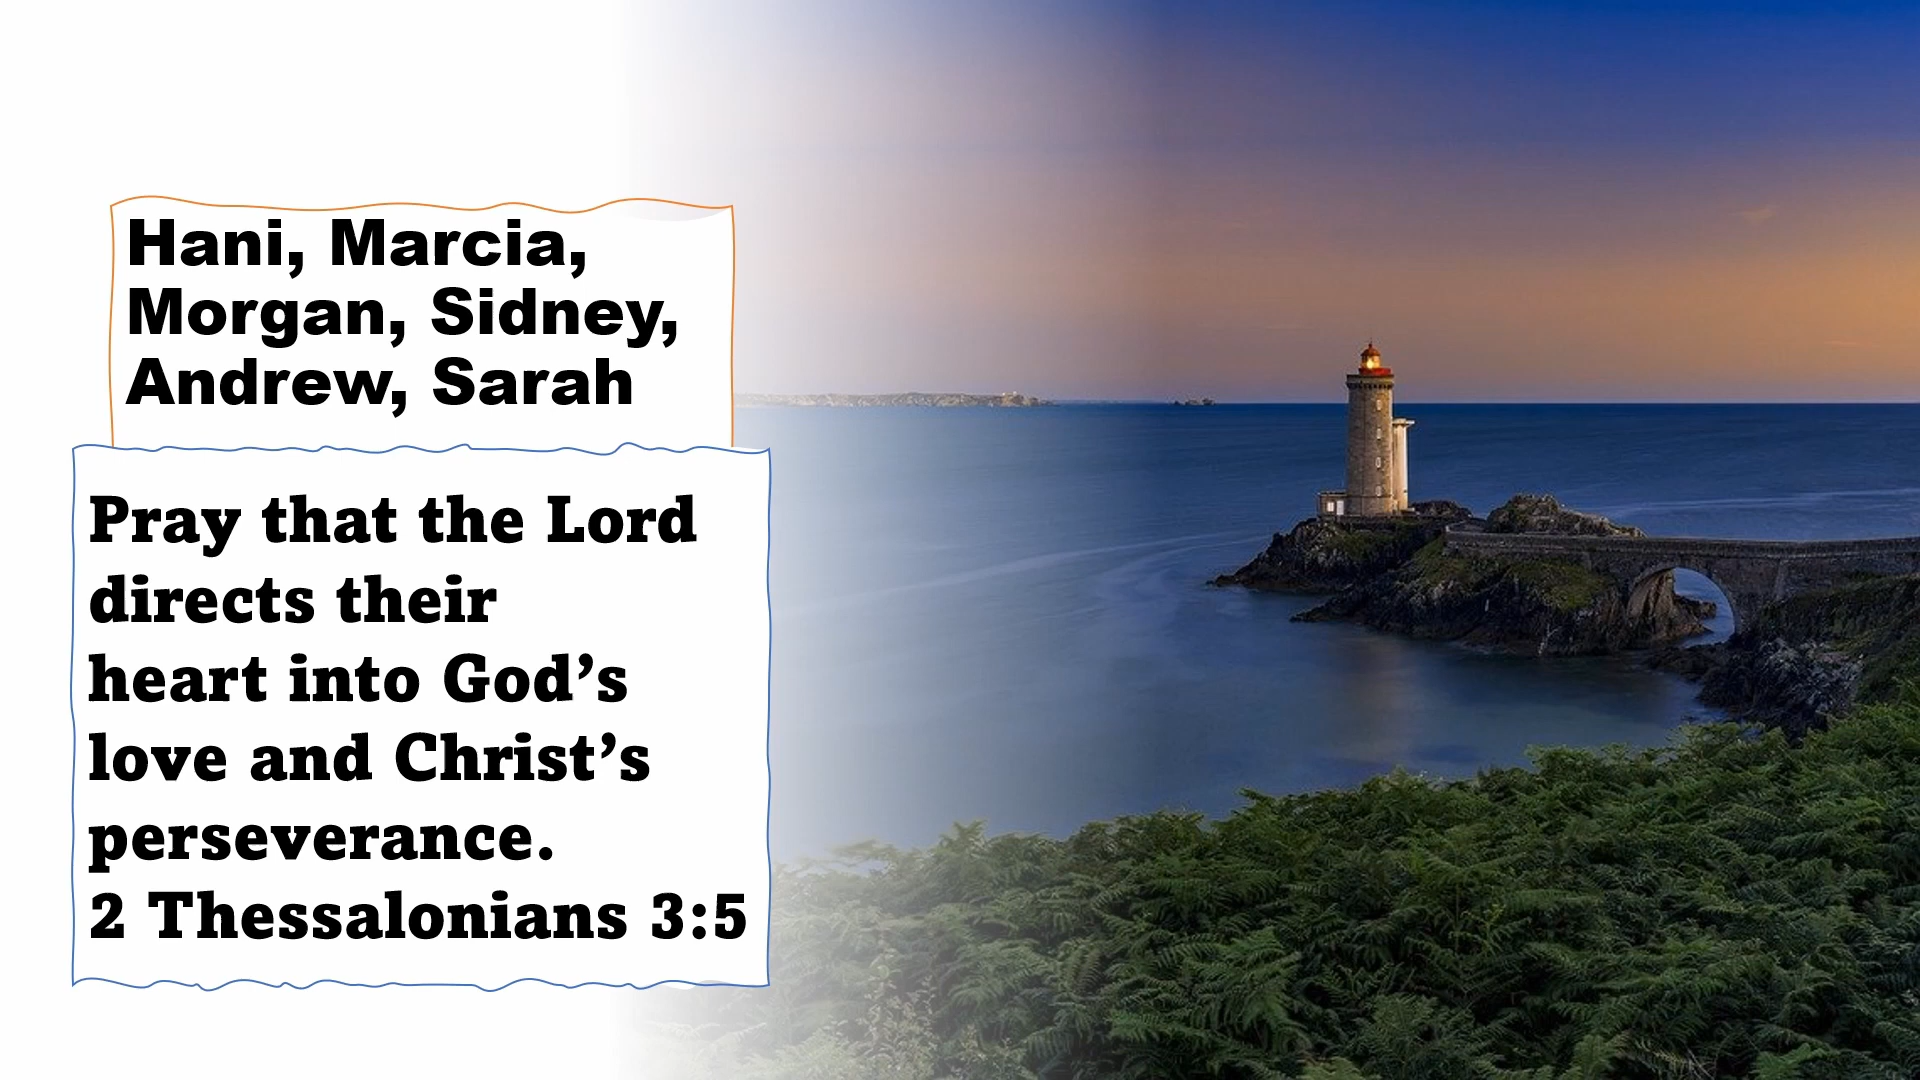 Hani, Marcia,
Morgan, Sidney,
Andrew, Sarah
Pray that the Lord
directs their
heart into God’s
love and Christ’s
perseverance.
2 Thessalonians 3:5